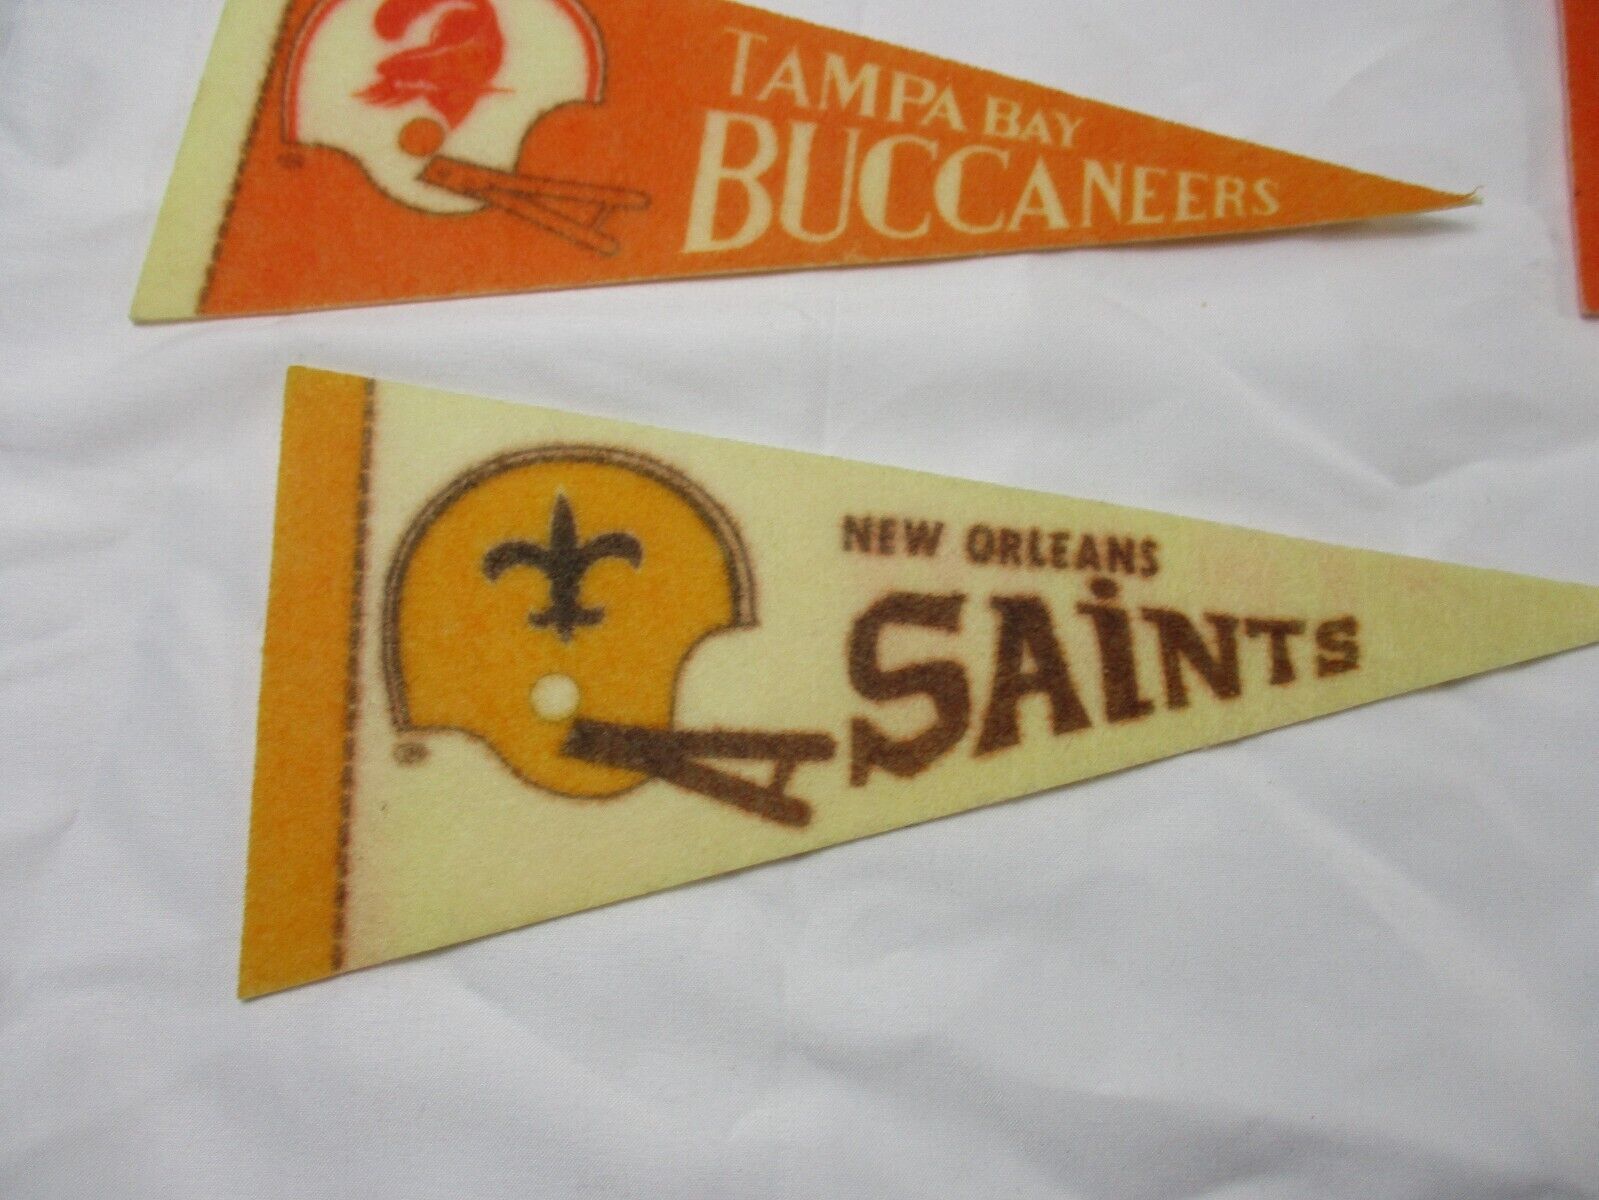 TAMPA BAY
BUCCANEERS
®
NEW ORLEANS
SAiNTS
®